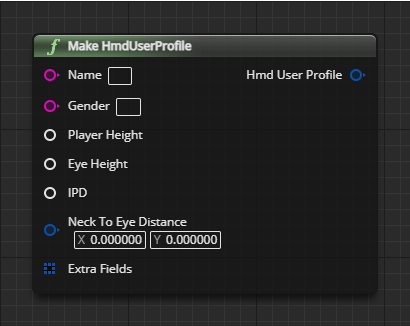 f Make HmdUserProfile
Name Hmd User Profile
Gender
Player Height
Eye Height
IPD
Neck To Eye Distance
X 0.000000 Y 0.000000
Extra Fields